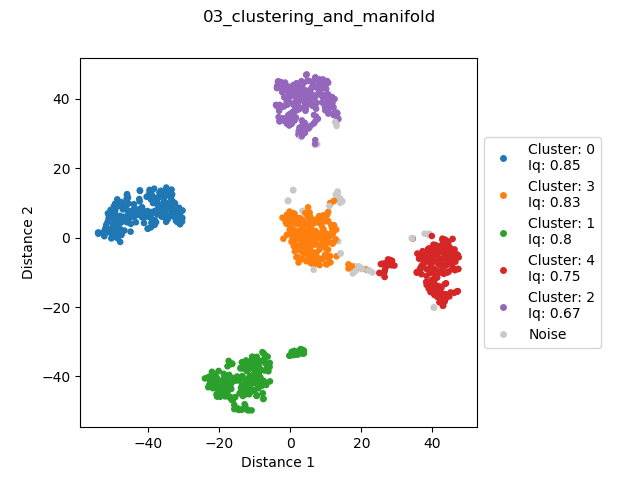 03_clustering_and_manifold
Distance 2
40
20
0
−20
−40
−40
−20
0
20
40
Distance 1
Cluster: 0
Iq: 0.85
Cluster: 3
Iq: 0.83
Cluster: 1
Iq: 0.8
Cluster: 4
Iq: 0.75
Cluster: 2
Iq: 0.67
Noise